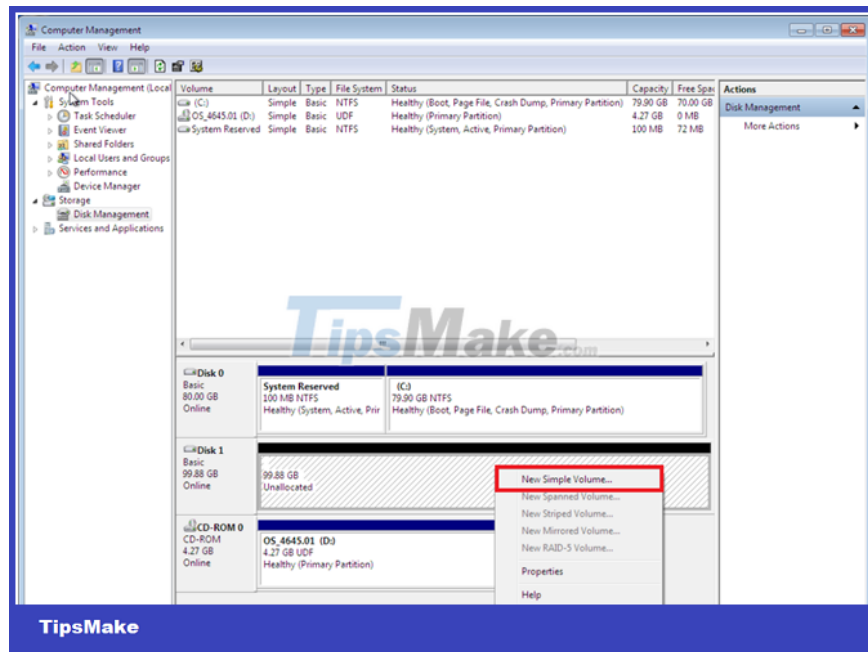 Computer Management
File Action View Help
Computer Management (Local
System Tools
Task Scheduler
Event Viewer
Shared Folders
Local Users and Groups
Performance
Device Manager
Storage
Disk Management
Services and Applications
Volume Layout Type File System Status Capacity Free Spa
(C:) Simple Basic NTFS Healthy (Boot, Page File, Crash Dump, Primary Partition) 79.90 GB 70.00 GB
OS_4645.01 (D:) Simple Basic UDF Healthy (Primary Partition) 4.27 GB 0 MB
System Reserved Simple Basic NTFS Healthy (System, Active, Primary Partition) 100 MB 72 MB
Actions
Disk Management
More Actions
TipsMake.com
Disk 0
Basic
80.00 GB
Online
System Reserved
100 MB NTFS
Healthy (System, Active, Prir
(C:)
79.90 GB NTFS
Healthy (Boot, Page File, Crash Dump, Primary Partition)
Disk 1
Basic
99.88 GB
Online
99.88 GB
Unallocated
New Simple Volume...
New Spanned Volume...
New Striped Volume...
New Mirrored Volume...
New RAID-5 Volume...
Properties
Help
CD-ROM 0
CD-ROM
4.27 GB
Online
OS_4645.01 (D:)
4.27 GB UDF
Healthy (Primary Partition)
TipsMake